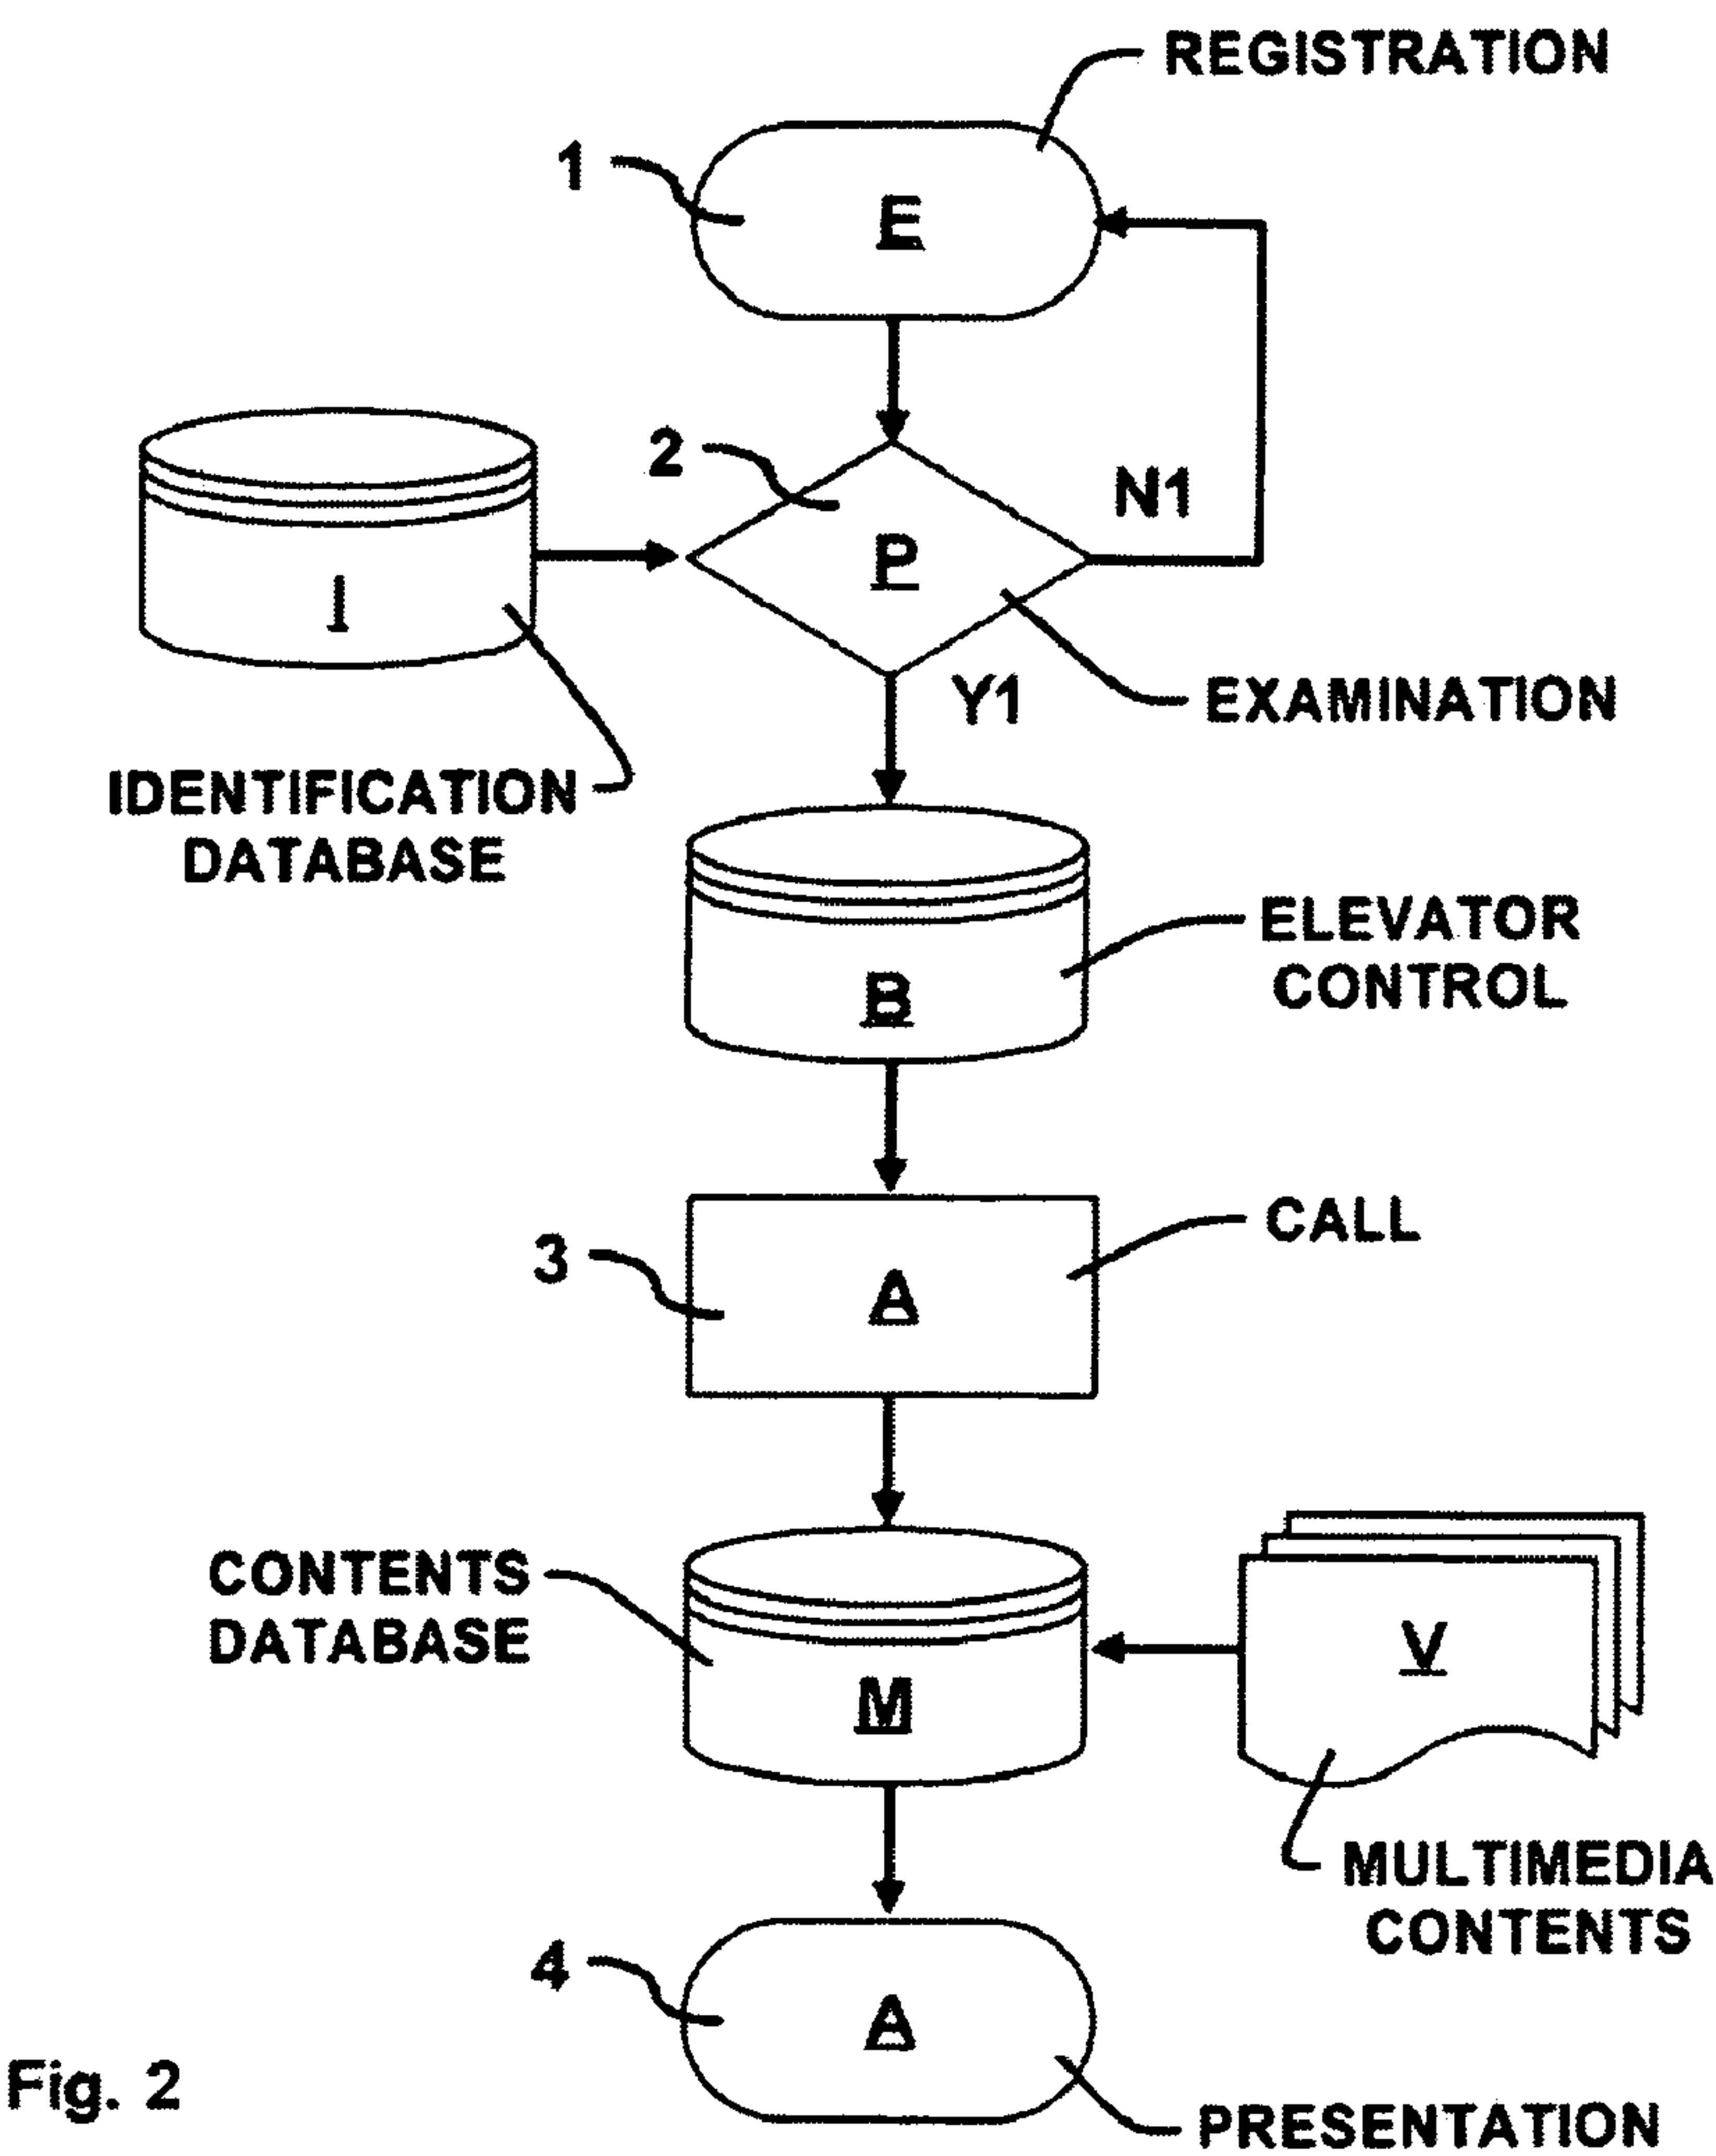 REGISTRATION
1
E
2
N1
P
I
Y1
EXAMINATION
IDENTIFICATION
DATABASE
ELEVATOR
CONTROL
B
CALL
3
A
CONTENTS
DATABASE
V
M
MULTIMEDIA
CONTENTS
4
A
Fig. 2
PRESENTATION